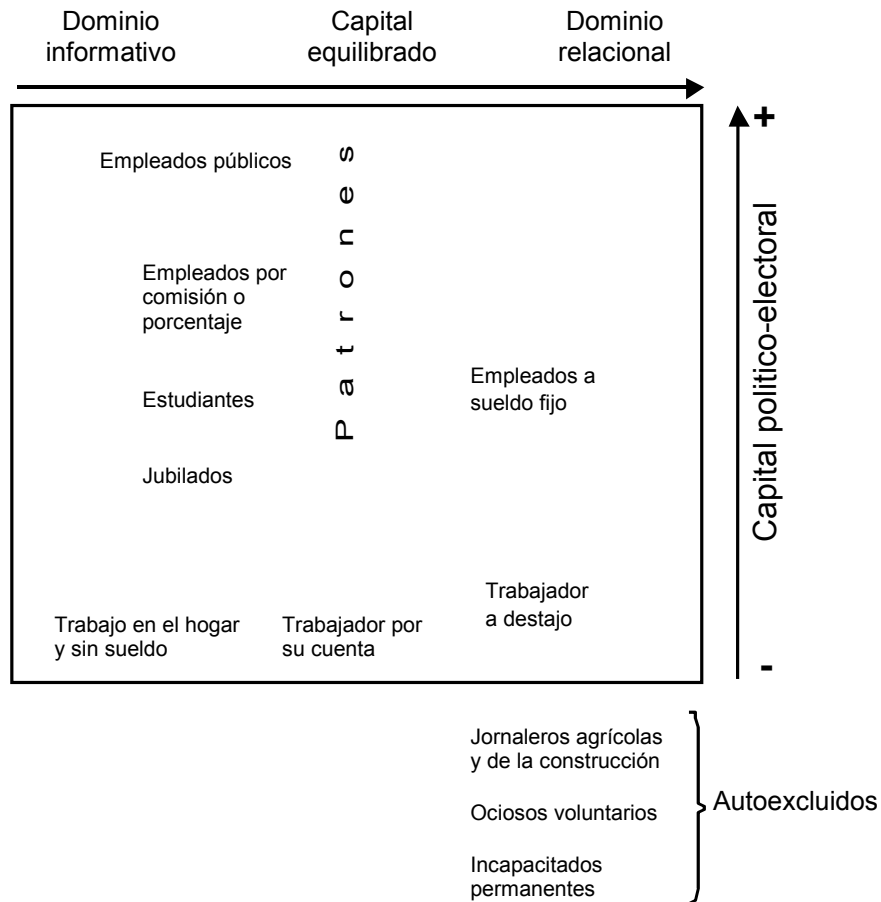 Dominio
informativo
Capital
equilibrado
Dominio
relacional
+
Empleados públicos
Patrones
Empleados por
comisión o
porcentaje
Empleados a
sueldo fijo
Estudiantes
Jubilados
Capital politico-electoral
Trabajador
a destajo
Trabajo en el hogar
y sin sueldo
Trabajador por
su cuenta
-
Jornaleros agrícolas
y de la construcción
Ociosos voluntarios
Autoexcluidos
Incapacitados
permanentes